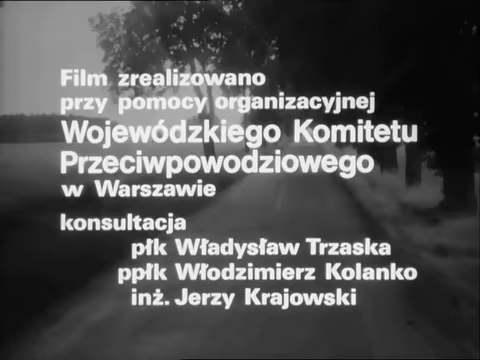 Film zrealizowano
przy pomocy organizacyjnej
Wojewódzkiego Komitetu
Przeciwpowodziowego
w Warszawie
konsultacja
płk Władysław Trzaska
ppłk Włodzimierz Kolanko
inż. Jerzy Krajowski